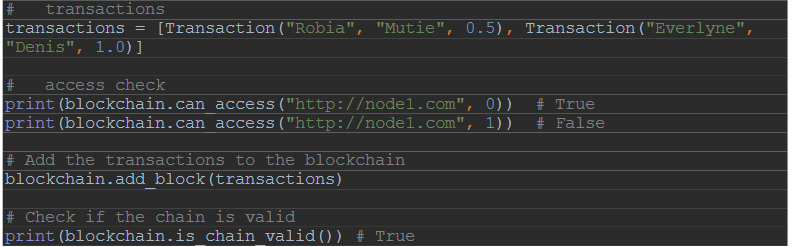 #   transactions
transactions = [Transaction("Robia", "Mutie", 0.5), Transaction("Everlyne",
"Denis", 1.0)]
#   access check
print(blockchain.can_access("http://node1.com", 0))  # True
print(blockchain.can_access("http://node1.com", 1))  # False
# Add the transactions to the blockchain
blockchain.add_block(transactions)
# Check if the chain is valid
print(blockchain.is_chain_valid()) # True